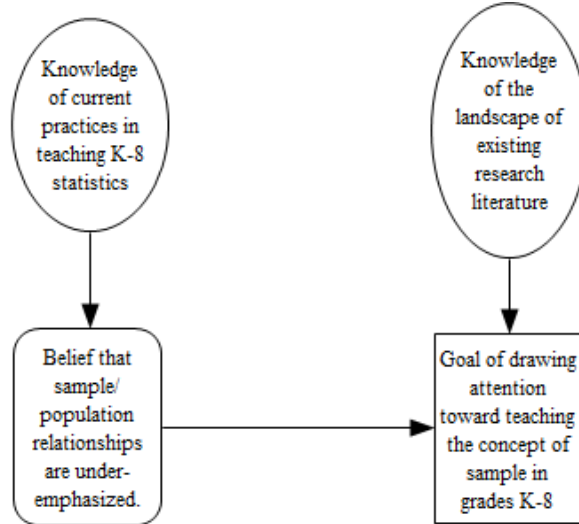 Knowledge
of current
practices in
teaching K-8
statistics
Knowledge
of the
landscape of
existing
research
literature
Belief that
sample/
population
relationships
are under-
emphasized.
Goal of drawing
attention
toward teaching
the concept of
sample in
grades K-8